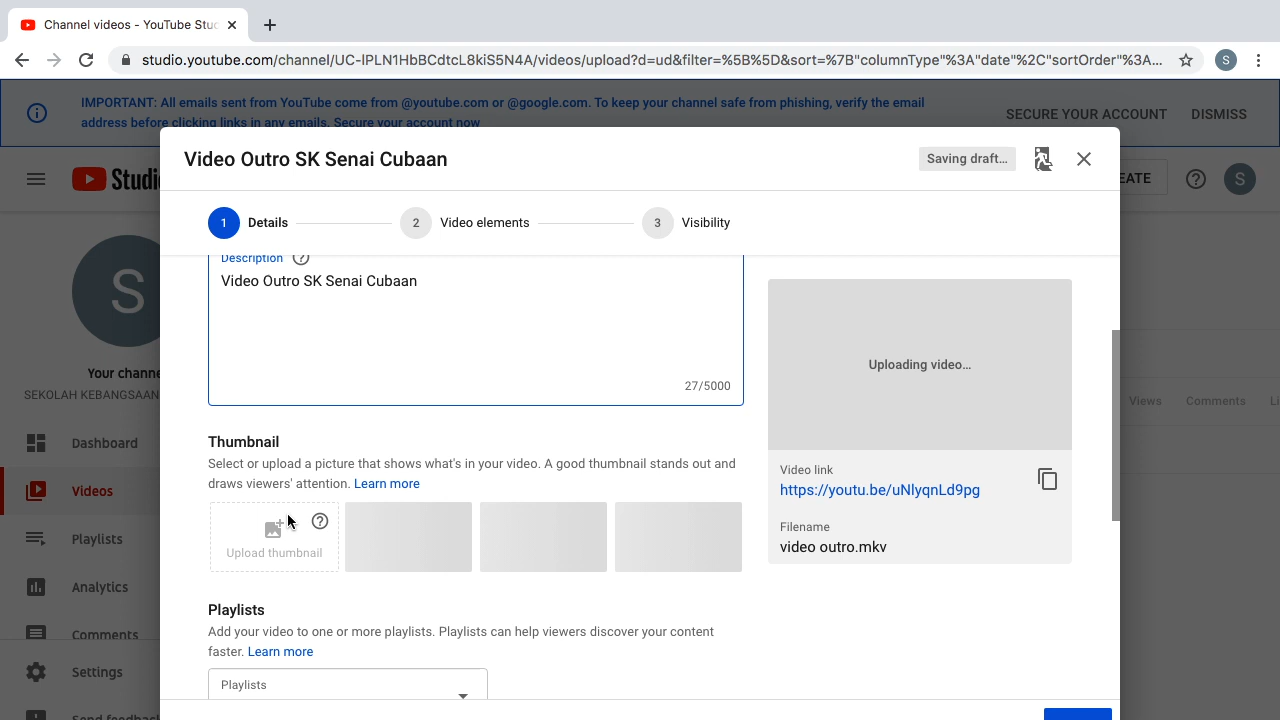 Channel videos - YouTube Stu
studio.youtube.com/channel/UC-IPLN1HbBCdtcL8kiS5N4A/videos/upload?d=ud&filter=%5B%5D&sort=%7B"columnType"%3A"date"%2C"sortOrder"%3A...
S
IMPORTANT: All emails sent from YouTube come from @youtube.com or @google.com. To keep your channel safe from phishing, verify the email
address before clicking links in any emails. Secure your account now
SECURE YOUR ACCOUNT
DISMISS
Video Outro SK Senai Cubaan
Saving draft...
Studi
EATE
S
1 Details
2 Video elements
3 Visibility
Description
Video Outro SK Senai Cubaan
27/5000
Uploading video...
Video link
https://youtu.be/uNlyqnLd9pg
Filename
video outro.mkv
Thumbnail
Select or upload a picture that shows what's in your video. A good thumbnail stands out and
draws viewers' attention. Learn more
Upload thumbnail
Playlists
Add your video to one or more playlists. Playlists can help viewers discover your content
faster. Learn more
Playlists
S
Your channe
SEKOLAH KEBANGSAAN
Dashboard
Videos
Playlists
Analytics
Comments
Settings
Send feedback
Views
Comments
Li